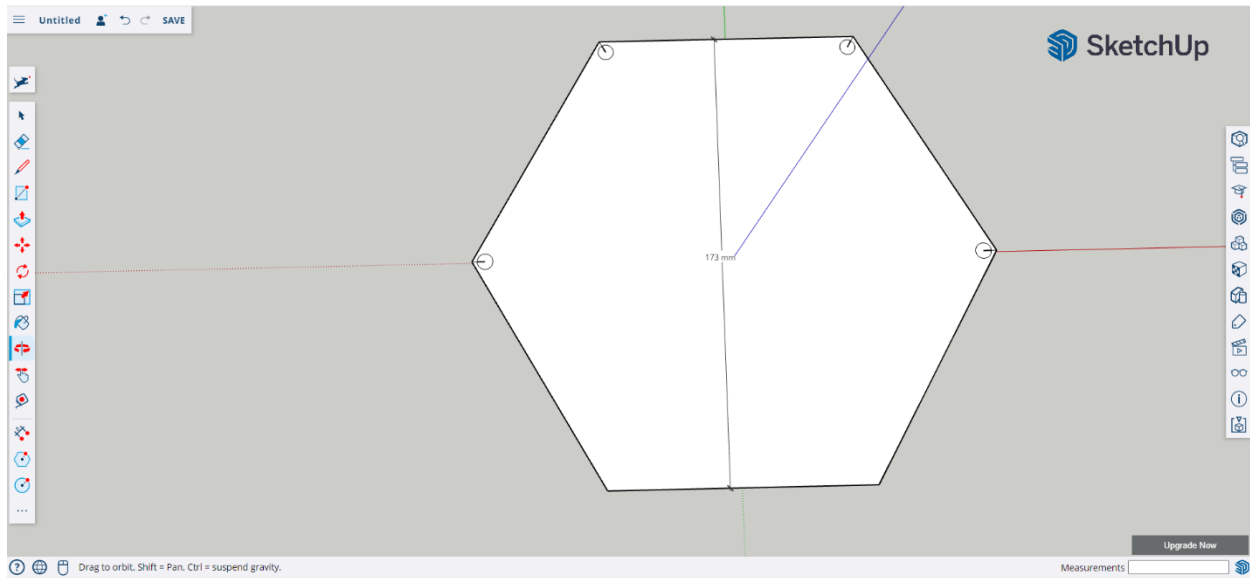 Untitled SAVE
SketchUp
173 mm
Upgrade Now
Drag to orbit. Shift = Pan, Ctrl = suspend gravity.
Measurements